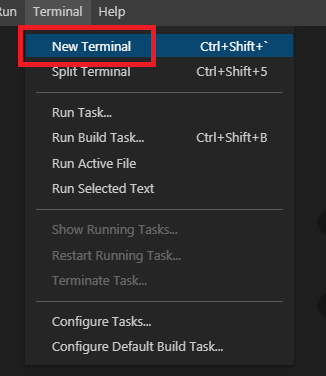 Run Terminal Help
New Terminal Ctrl+Shift+`
Split Terminal Ctrl+Shift+5
Run Task...
Run Build Task... Ctrl+Shift+B
Run Active File
Run Selected Text
Show Running Tasks...
Restart Running Task...
Terminate Task...
Configure Tasks...
Configure Default Build Task...